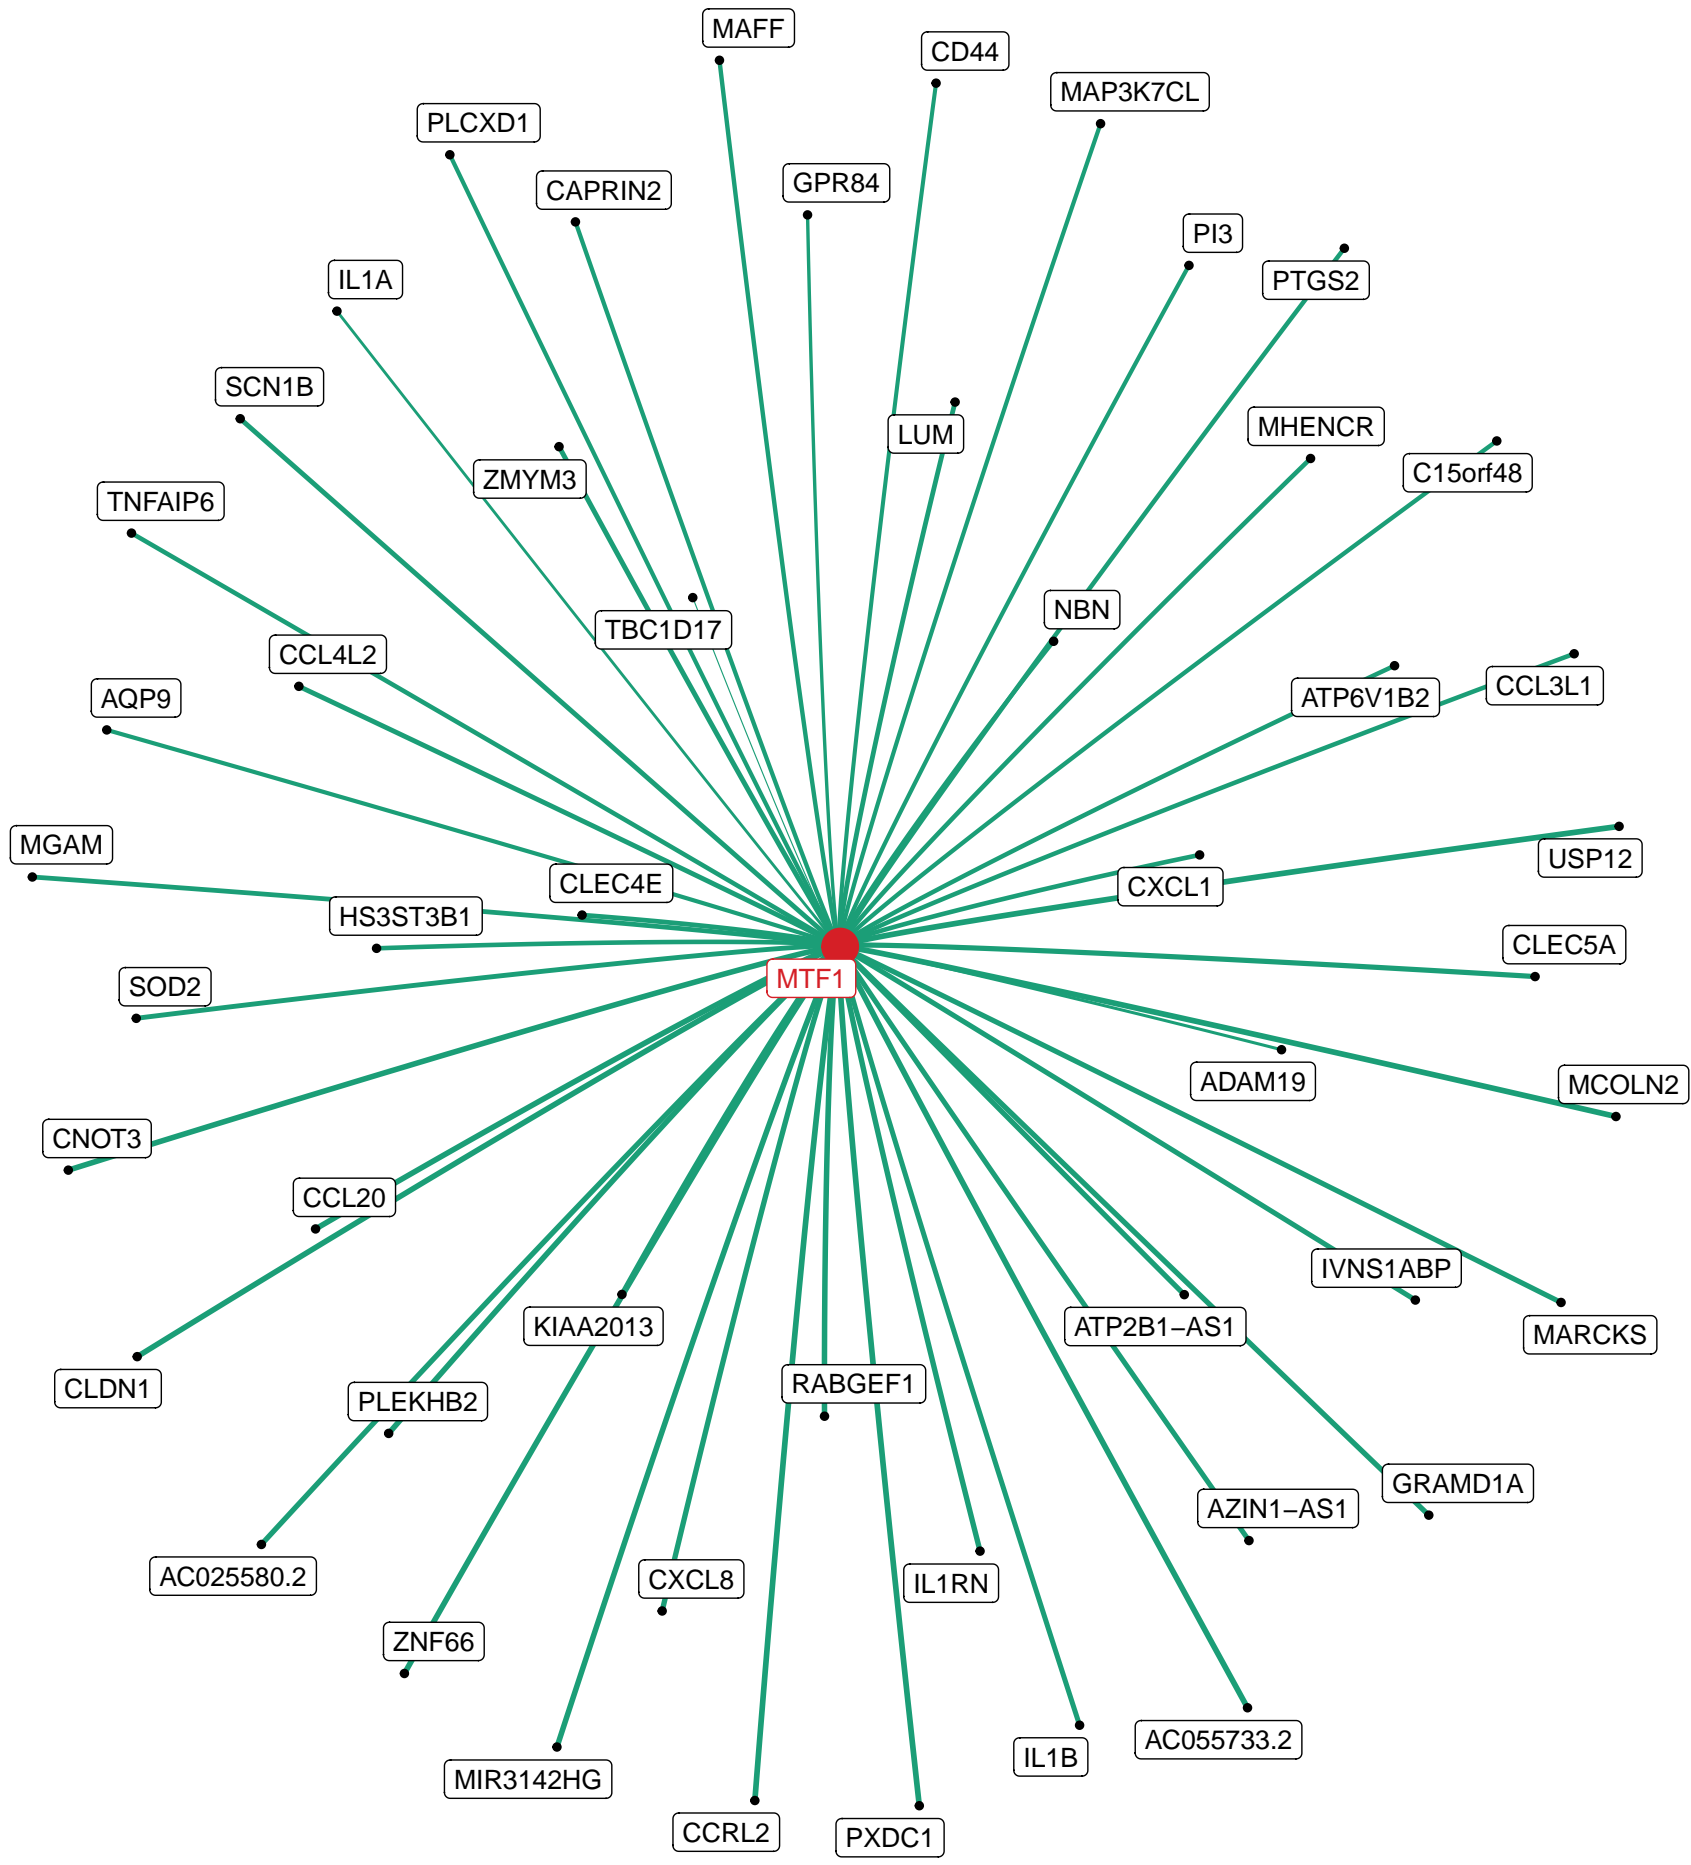 MAFF
CD44
MAP3K7CL
PLCXD1
CAPRIN2
GPR84
PI3
PTGS2
IL1A
SCN1B
LUM
MHENCR
C15orf48
ZMYM3
TNFAIP6
NBN
TBC1D17
CCL4L2
CCL3L1
ATP6V1B2
AQP9
MGAM
USP12
CLEC4E
CXCL1
HS3ST3B1
CLEC5A
MTF1
SOD2
ADAM19
MCOLN2
CNOT3
CCL20
IVNS1ABP
KIAA2013
ATP2B1−AS1
MARCKS
RABGEF1
CLDN1
PLEKHB2
GRAMD1A
AZIN1−AS1
AC025580.2
CXCL8
IL1RN
ZNF66
AC055733.2
IL1B
MIR3142HG
CCRL2
PXDC1